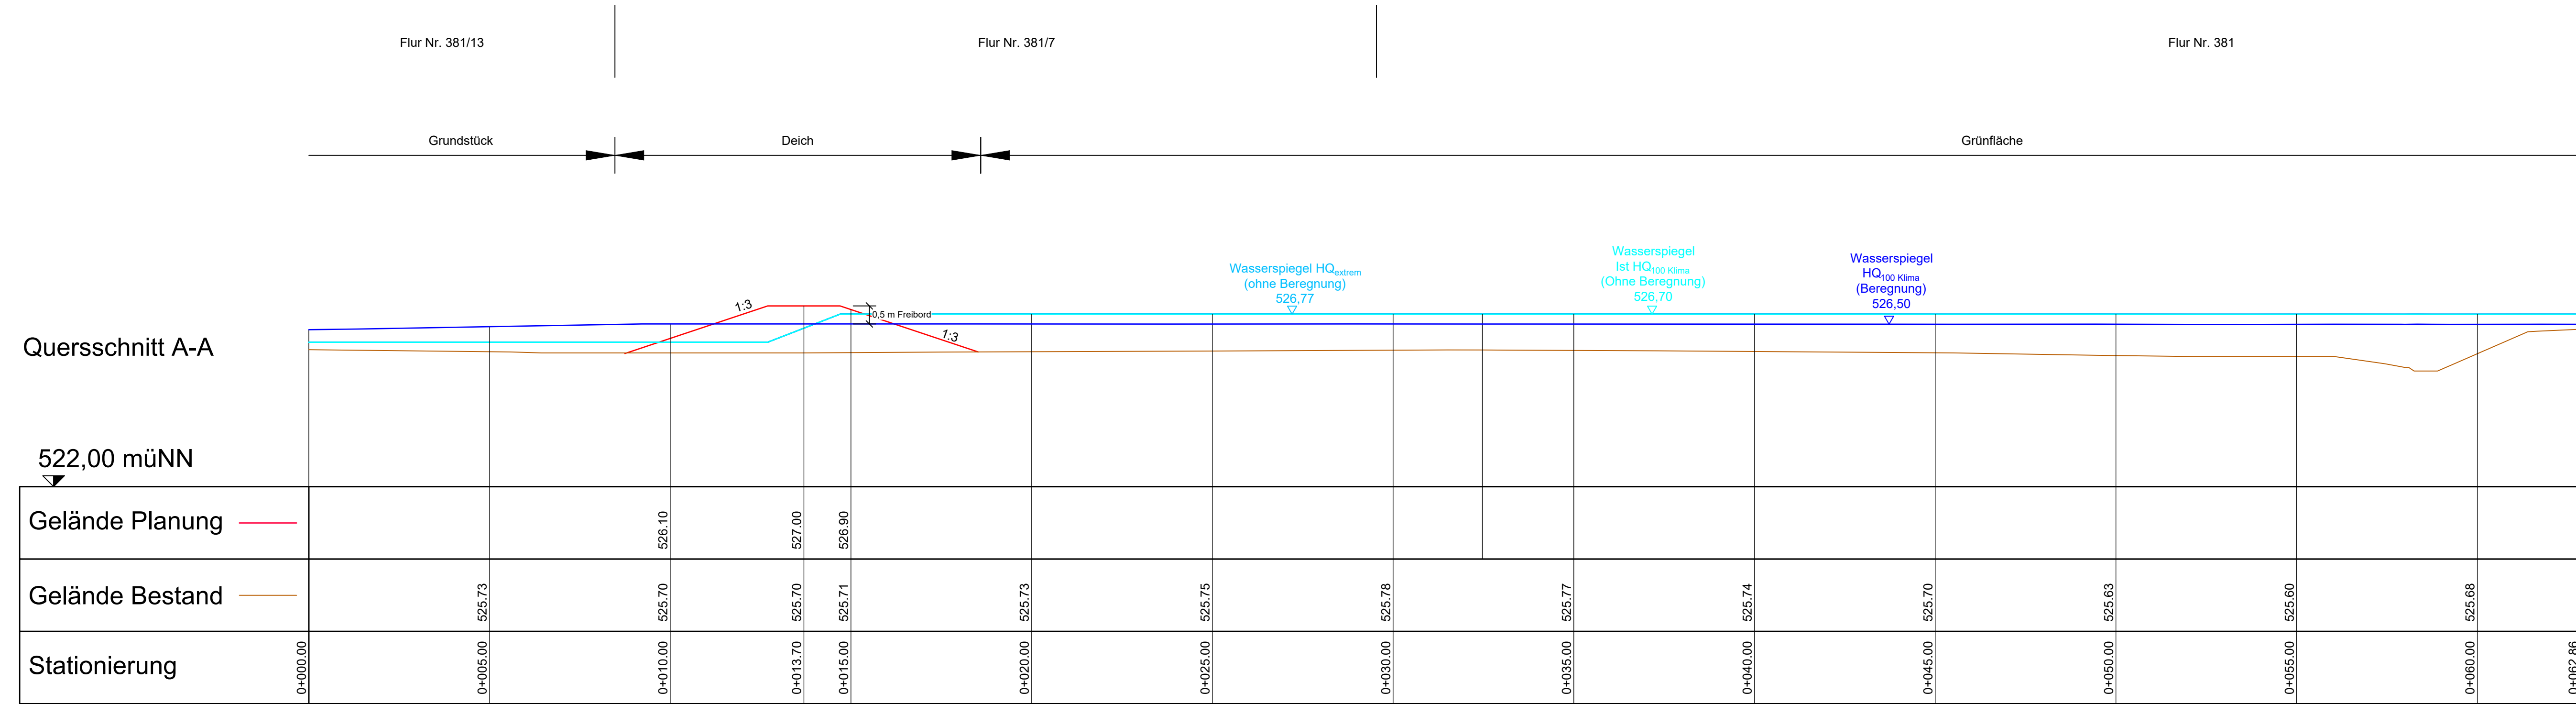 Flur Nr. 381/13
Flur Nr. 381/7
Flur Nr. 381
Grundstück
Deich
Grünfläche
Wasserspiegel HQextrem
(ohne Beregnung)
526,77
Wasserspiegel
Ist HQ100 Klima
(Ohne Beregnung)
526,70
Wasserspiegel
HQ100 Klima
(Beregnung)
526,50
1:3
0,5 m Freibord
1:3
Quersschnitt A-A
522,00 müNN
Gelände Planung
526.10
527.00
526.90
Gelände Bestand
525.73
525.70
525.70
525.71
525.73
525.75
525.78
525.77
525.74
525.70
525.63
525.60
525.68
Stationierung
0+000.00
0+005.00
0+010.00
0+013.70
0+015.00
0+020.00
0+025.00
0+030.00
0+035.00
0+040.00
0+045.00
0+050.00
0+055.00
0+060.00
0+062.86